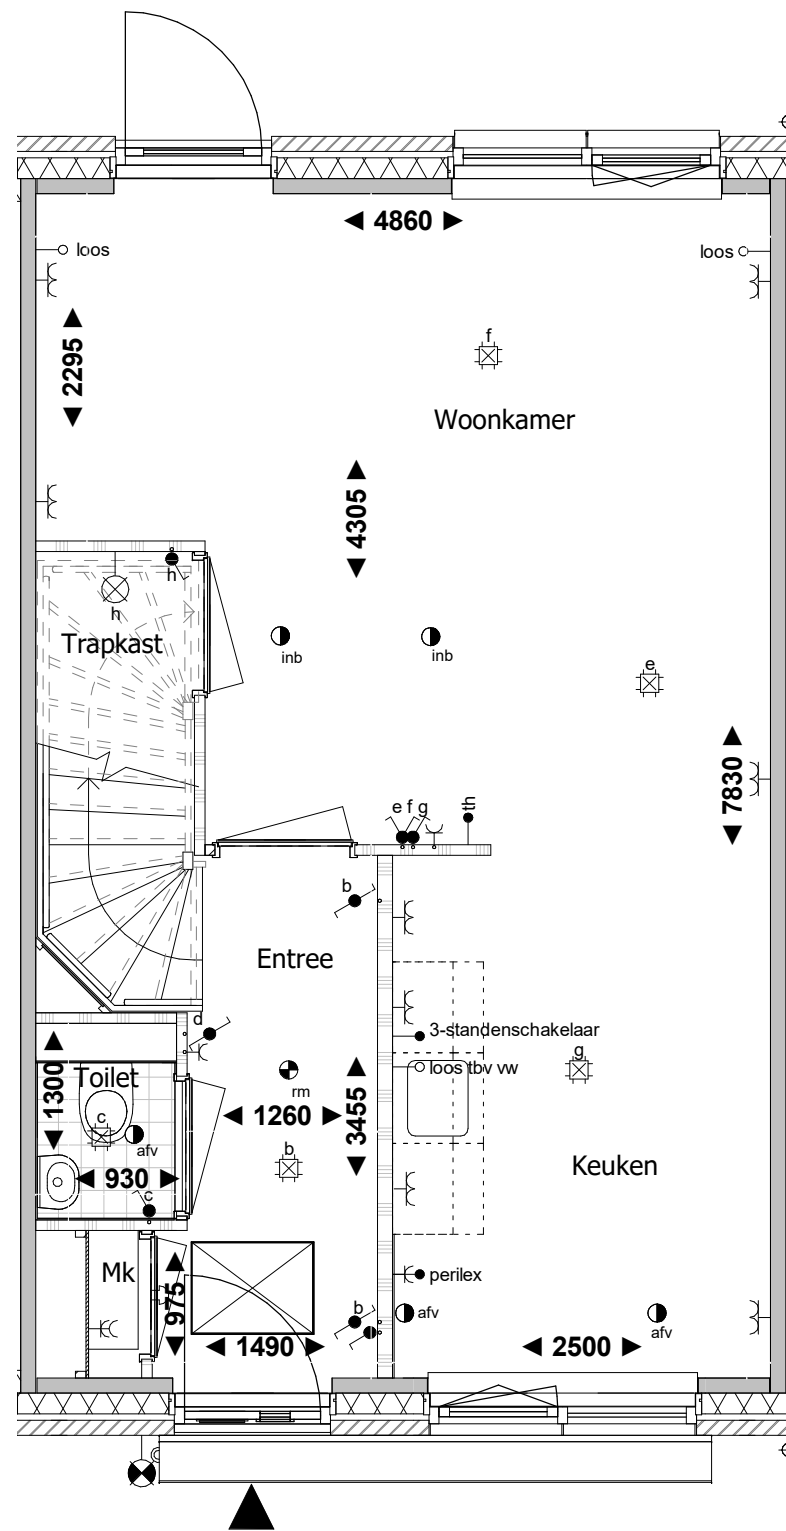 4860
loos
loos
2295
f
Woonkamer
4305
h
h
Trapkast
inb
inb
e
7830
e f g
th
b
Entree
d
3-standenschakelaar
g
loos tbv vw
Toilet
1300
rm
3455
1260
c
afv
b
Keuken
930
c
Mk
perilex
975
b
afv
afv
1490
2500